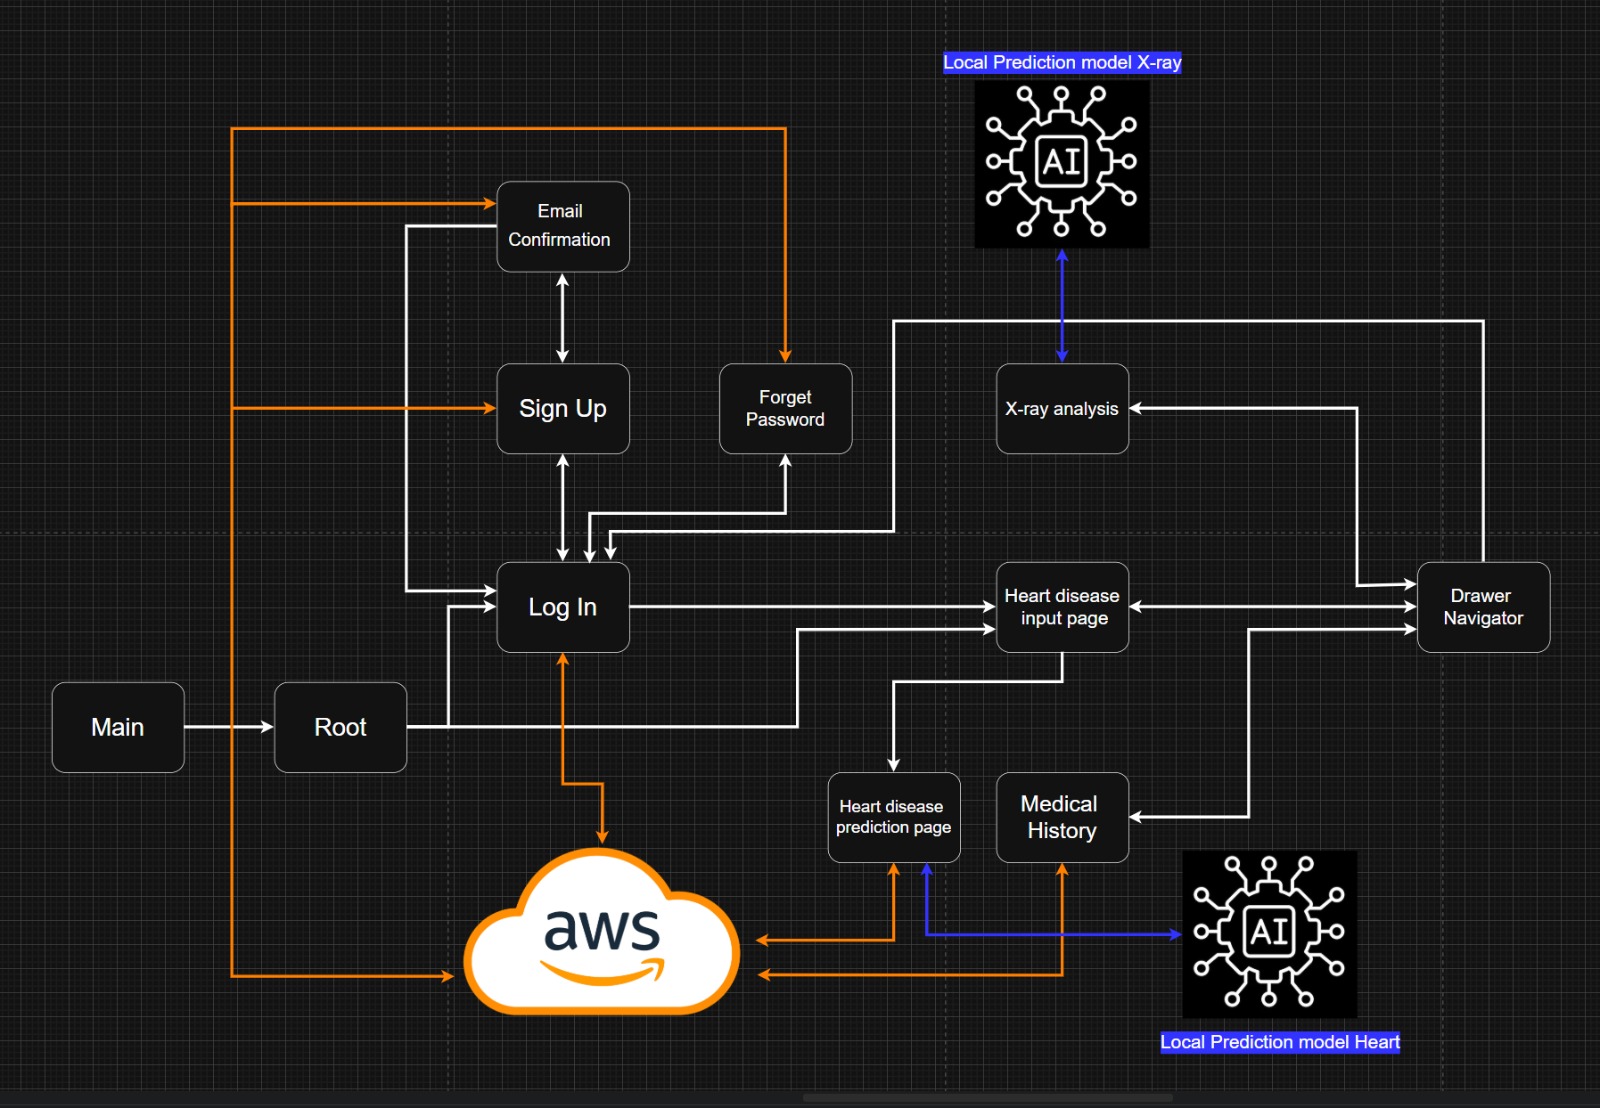 Local Prediction model X-ray
AI
Email
Confirmation
Sign Up
Forget
Password
X-ray analysis
Log In
Heart disease
input page
Drawer
Navigator
Main
Root
Heart disease
prediction page
Medical
History
aws
AI
Local Prediction model Heart